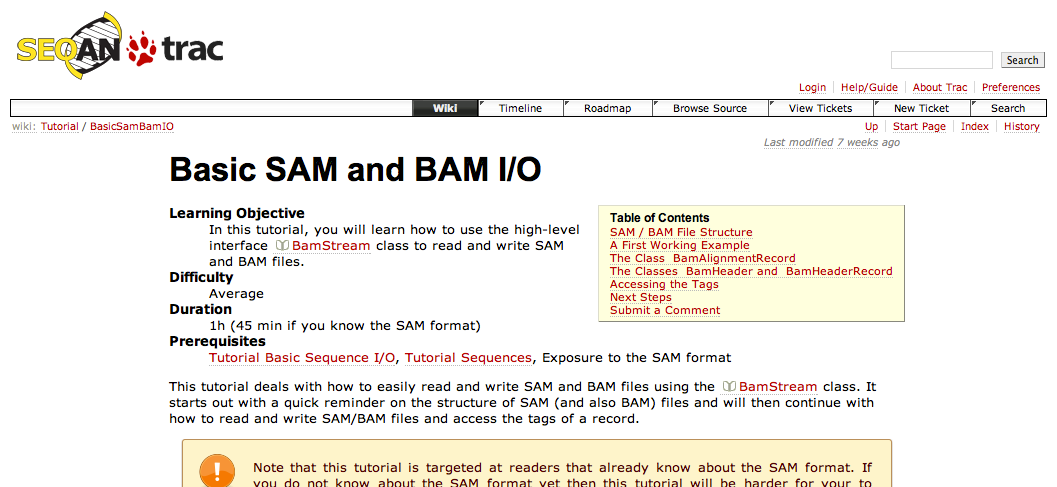 SEQAN trac
Search
Login Help/Guide About Trac Preferences
Wiki Timeline Roadmap Browse Source View Tickets New Ticket Search
wiki: Tutorial / BasicSamBamIO Up Start Page Index History
Last modified 7 weeks ago
Basic SAM and BAM I/O
Learning Objective
In this tutorial, you will learn how to use the high-level
interface BamStream class to read and write SAM
and BAM files.
Difficulty
Average
Duration
1h (45 min if you know the SAM format)
Prerequisites
Tutorial Basic Sequence I/O, Tutorial Sequences, Exposure to the SAM format
Table of Contents
SAM / BAM File Structure
A First Working Example
The Class BamAlignmentRecord
The Classes BamHeader and BamHeaderRecord
Accessing the Tags
Next Steps
Submit a Comment
This tutorial deals with how to easily read and write SAM and BAM files using the BamStream class. It
starts out with a quick reminder on the structure of SAM (and also BAM) files and will then continue with
how to read and write SAM/BAM files and access the tags of a record.
Note that this tutorial is targeted at readers that already know about the SAM format. If
you do not know about the SAM format yet then this tutorial will be harder for your to